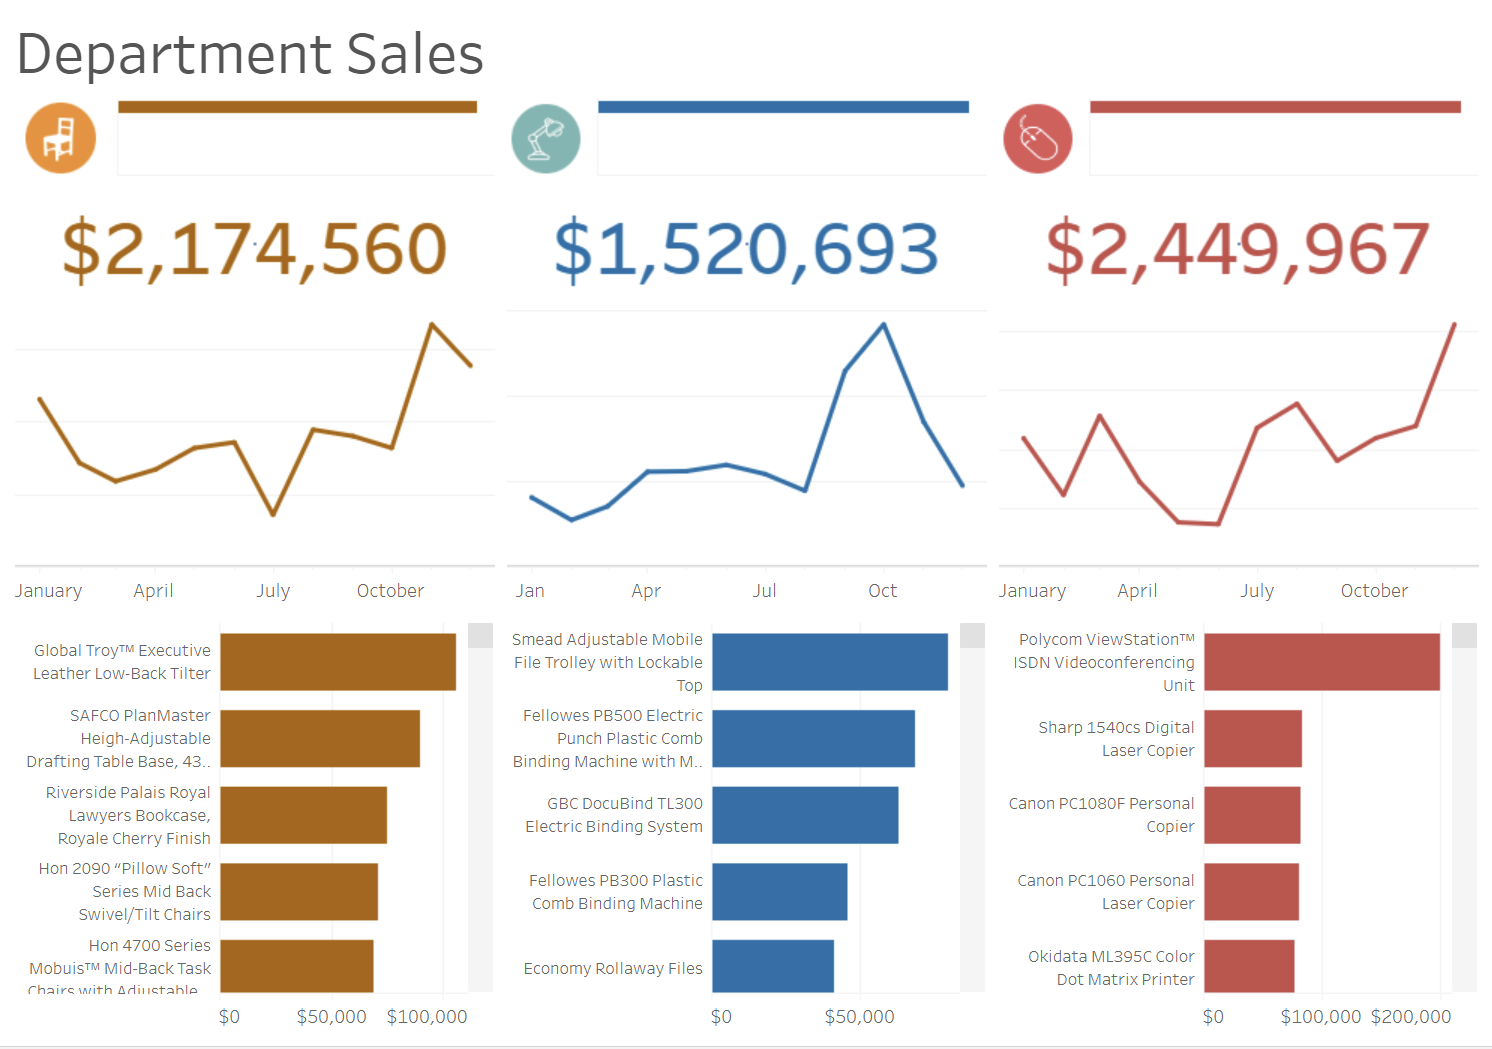 Department Sales
$2,174,560
$1,520,693
$2,449,967
January April July October
Jan Apr Jul Oct
January April July October
Global Troy™ Executive
Leather Low-Back Tilter
SAFCO PlanMaster
Heigh-Adjustable
Drafting Table Base, 43..
Riverside Palais Royal
Lawyers Bookcase,
Royale Cherry Finish
Hon 2090 “Pillow Soft”
Series Mid Back
Swivel/Tilt Chairs
Hon 4700 Series
Mobuis™ Mid-Back Task
Chairs with Adjustable..
$0 $50,000 $100,000
Smead Adjustable Mobile
File Trolley with Lockable
Top
Fellowes PB500 Electric
Punch Plastic Comb
Binding Machine with M..
GBC DocuBind TL300
Electric Binding System
Fellowes PB300 Plastic
Comb Binding Machine
Economy Rollaway Files
$0 $50,000
Polycom ViewStation™
ISDN Videoconferencing
Unit
Sharp 1540cs Digital
Laser Copier
Canon PC1080F Personal
Copier
Canon PC1060 Personal
Laser Copier
Okidata ML395C Color
Dot Matrix Printer
$0 $100,000 $200,000